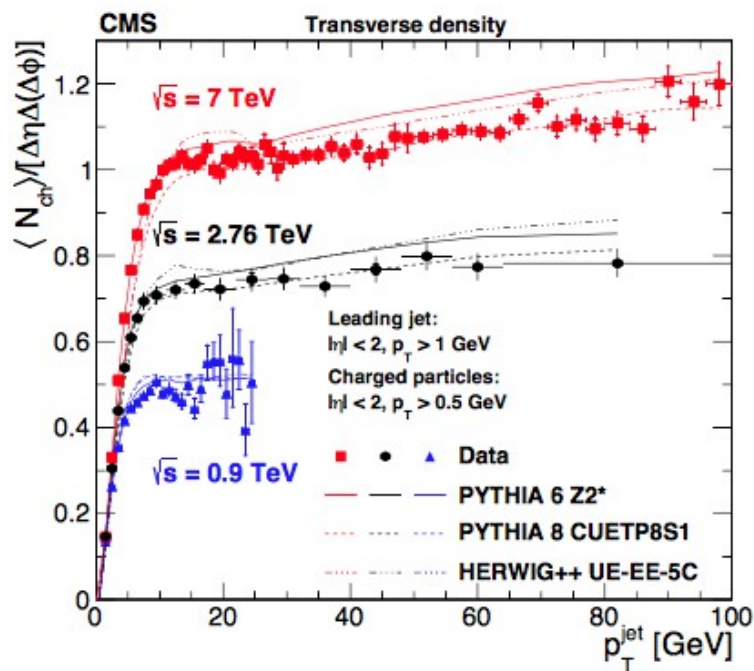 CMS Transverse density
⟨ N_ch ⟩/[Δη Δ(Δϕ)]
1.2
1
0.8
0.6
0.4
0.2
0
√s = 7 TeV
√s = 2.76 TeV
√s = 0.9 TeV
Leading jet:
|η| < 2, p_T > 1 GeV
Charged particles:
|η| < 2, p_T > 0.5 GeV
Data
PYTHIA 6 Z2*
PYTHIA 8 CUETP8S1
HERWIG++ UE-EE-5C
0 20 40 60 80 100
p_T^jet [GeV]